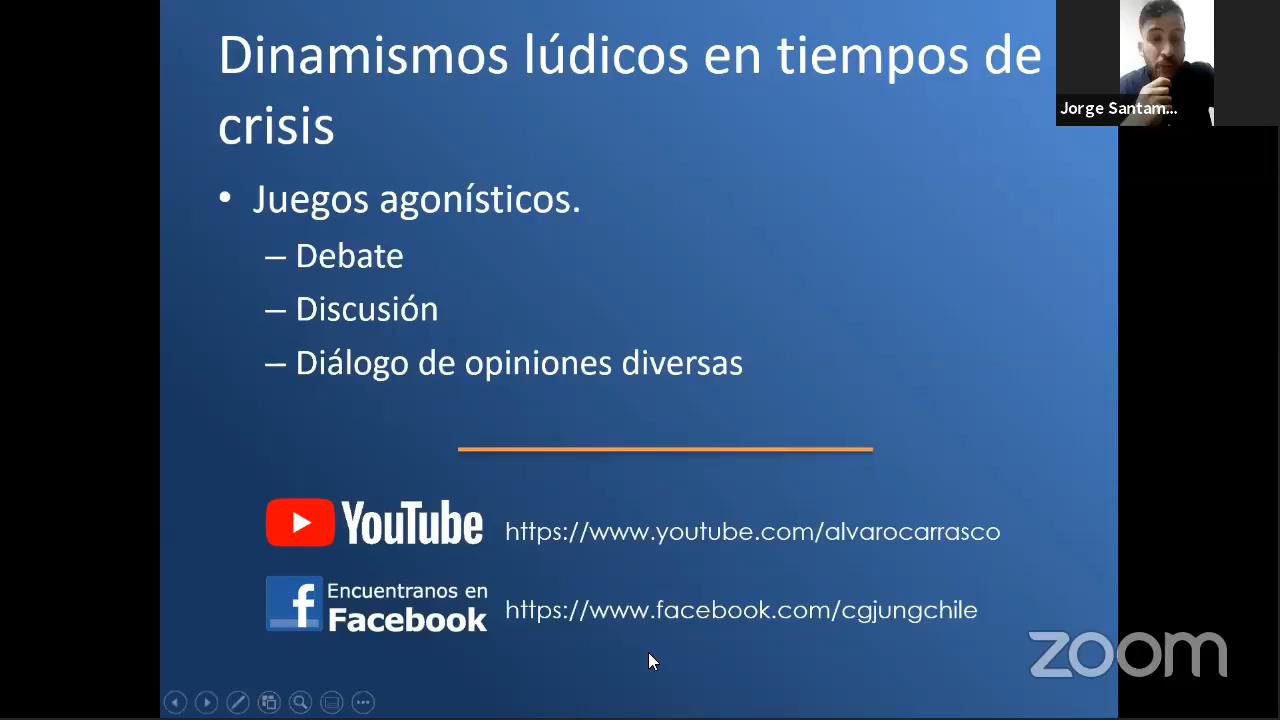 Dinamismos lúdicos en tiempos de
crisis
Jorge Santam...
• Juegos agonísticos.
– Debate
– Discusión
– Diálogo de opiniones diversas
YouTube https://www.youtube.com/alvarocarrasco
Encuentranos en
Facebook https://www.facebook.com/cgjungchile
zoom